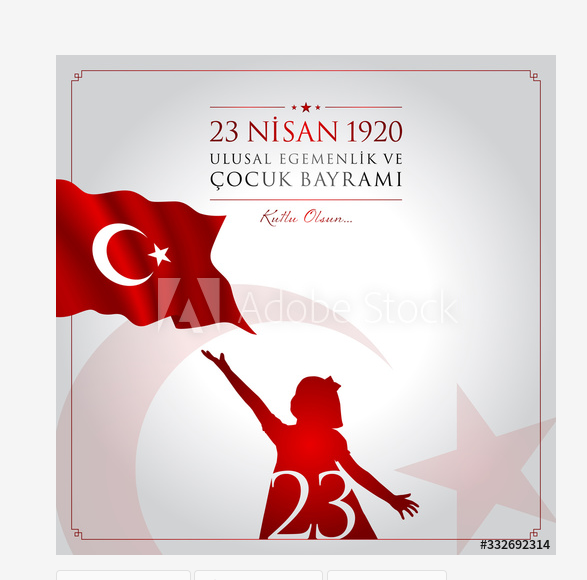 23 NİSAN 1920
ULUSAL EGEMENLİK VE
ÇOCUK BAYRAMI
Kutlu Olsun...
Adobe Stock
23
#332692314